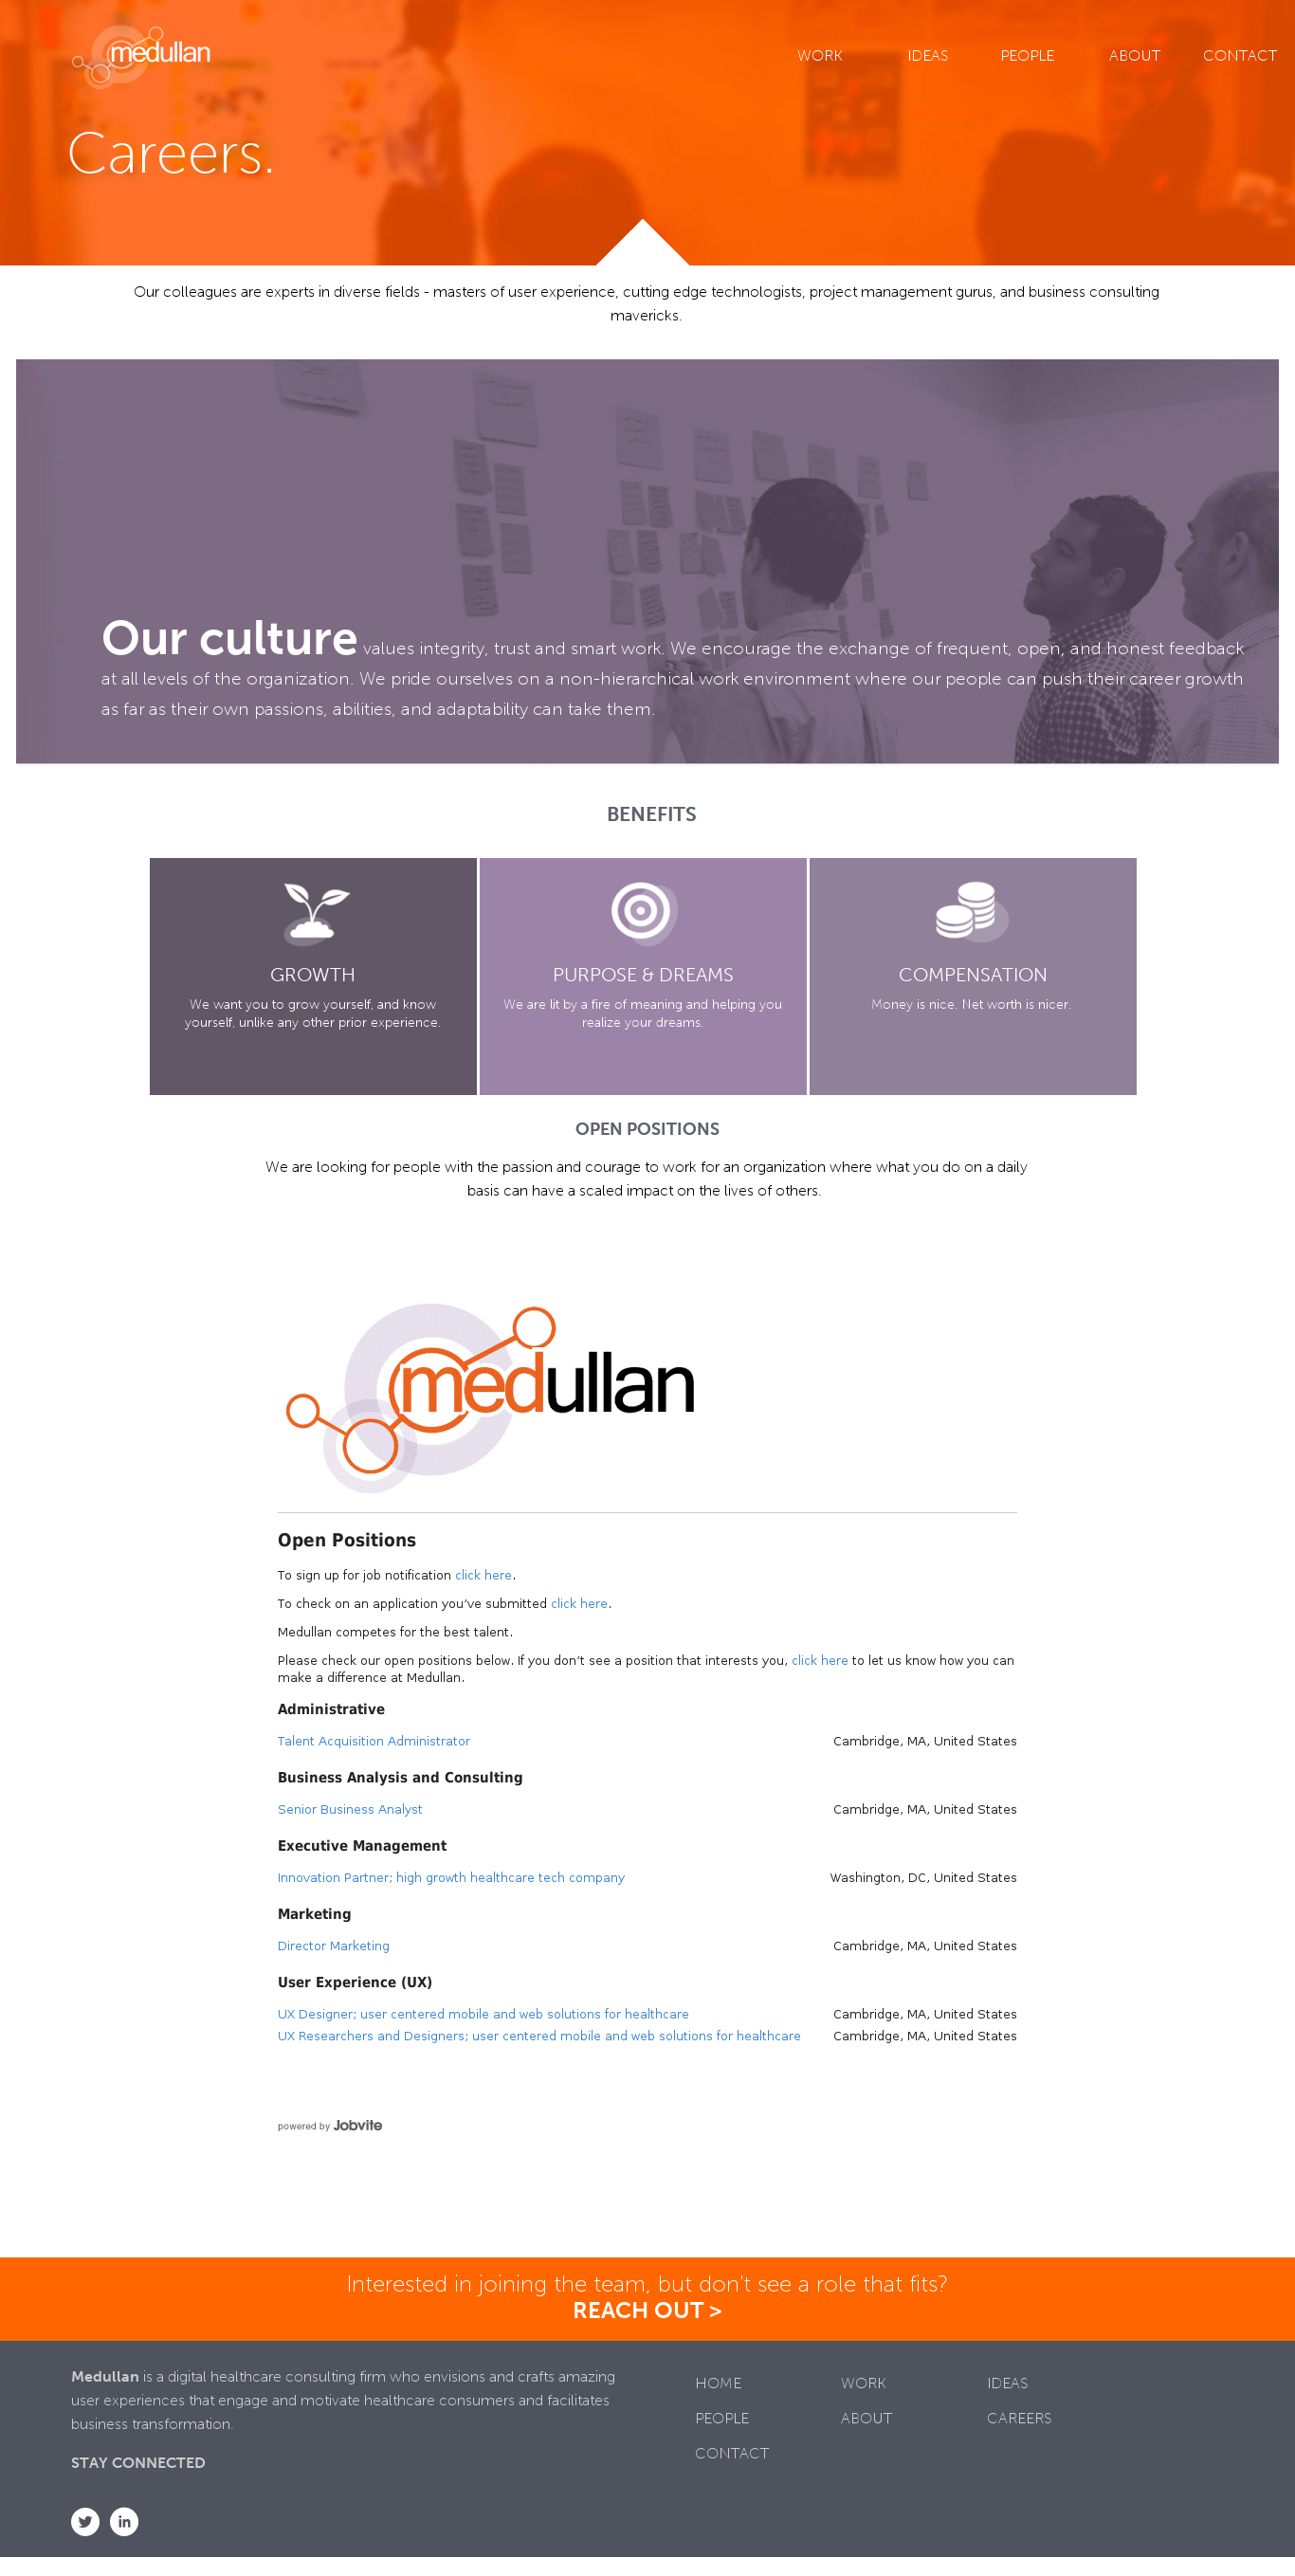 medullan
WORK IDEAS PEOPLE ABOUT CONTACT
Careers.
Our colleagues are experts in diverse fields - masters of user experience, cutting edge technologists, project management gurus, and business consulting
mavericks.
Our culture values integrity, trust and smart work. We encourage the exchange of frequent, open, and honest feedback
at all levels of the organization. We pride ourselves on a non-hierarchical work environment where our people can push their career growth
as far as their own passions, abilities, and adaptability can take them.
BENEFITS
GROWTH
We want you to grow yourself, and know
yourself, unlike any other prior experience.
PURPOSE & DREAMS
We are lit by a fire of meaning and helping you
realize your dreams.
COMPENSATION
Money is nice. Net worth is nicer.
OPEN POSITIONS
We are looking for people with the passion and courage to work for an organization where what you do on a daily
basis can have a scaled impact on the lives of others.
medullan
Open Positions
To sign up for job notification click here.
To check on an application you've submitted click here.
Medullan competes for the best talent.
Please check our open positions below. If you don't see a position that interests you, click here to let us know how you can
make a difference at Medullan.
Administrative
Talent Acquisition Administrator Cambridge, MA, United States
Business Analysis and Consulting
Senior Business Analyst Cambridge, MA, United States
Executive Management
Innovation Partner; high growth healthcare tech company Washington, DC, United States
Marketing
Director Marketing Cambridge, MA, United States
User Experience (UX)
UX Designer; user centered mobile and web solutions for healthcare Cambridge, MA, United States
UX Researchers and Designers; user centered mobile and web solutions for healthcare Cambridge, MA, United States
powered by Jobvite
Interested in joining the team, but don't see a role that fits?
REACH OUT >
Medullan is a digital healthcare consulting firm who envisions and crafts amazing
user experiences that engage and motivate healthcare consumers and facilitates
business transformation.
STAY CONNECTED
HOME WORK IDEAS
PEOPLE ABOUT CAREERS
CONTACT
in